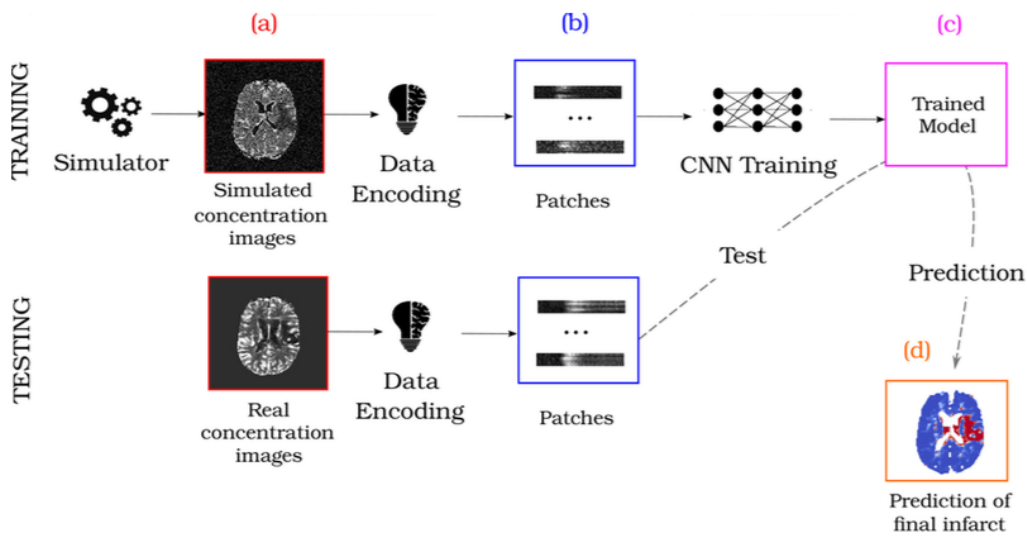 (a)
(b)
(c)
TRAINING
Simulator
Simulated
concentration
images
Data
Encoding
• • •
Patches
CNN Training
Trained
Model
Test
Prediction
TESTING
Real
concentration
images
Data
Encoding
• • •
Patches
(d)
Prediction of
final infarct